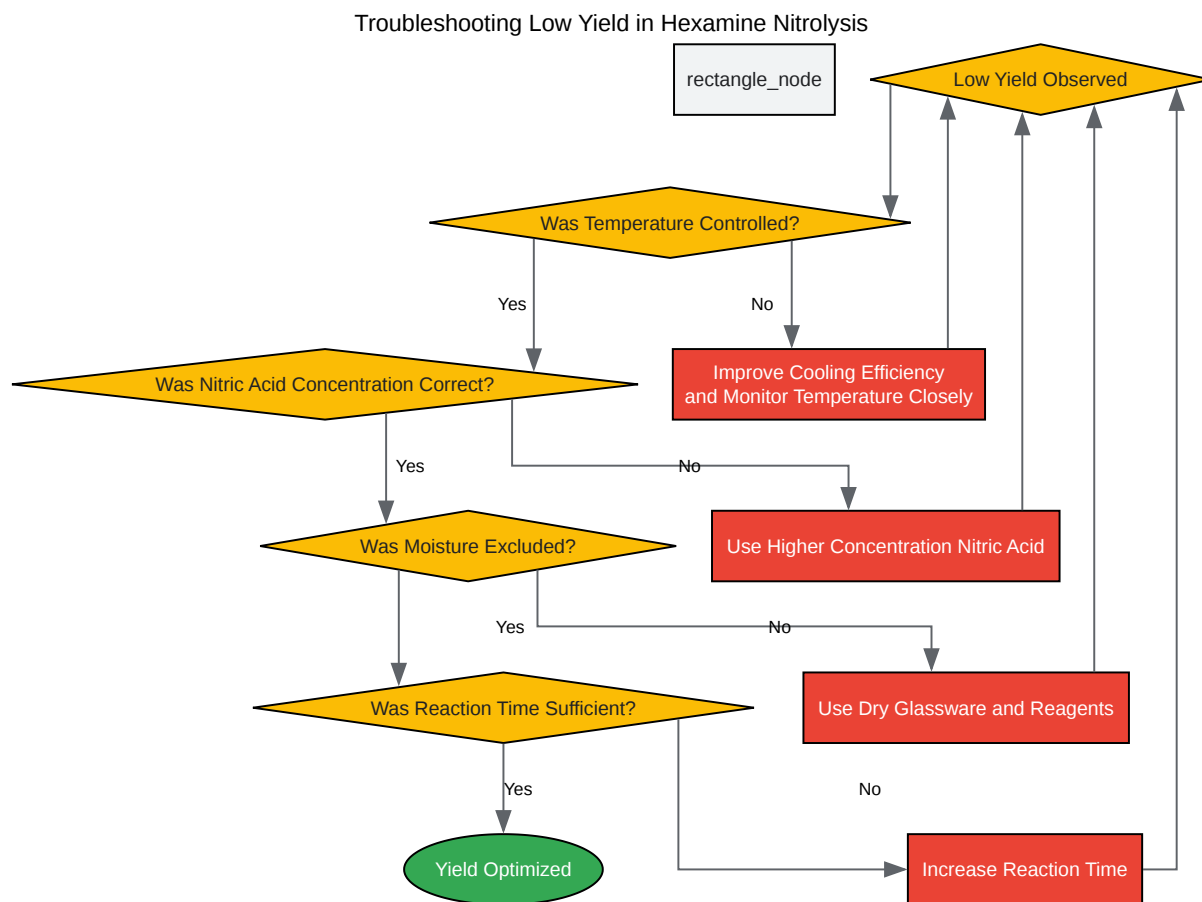 Troubleshooting Low Yield in Hexamine Nitrolysis
rectangle_node
Low Yield Observed
Was Temperature Controlled?
Yes
No
Was Nitric Acid Concentration Correct?
Improve Cooling Efficiency
and Monitor Temperature Closely
Yes
No
Was Moisture Excluded?
Use Higher Concentration Nitric Acid
Yes
No
Was Reaction Time Sufficient?
Use Dry Glassware and Reagents
Yes
No
Yield Optimized
Increase Reaction Time